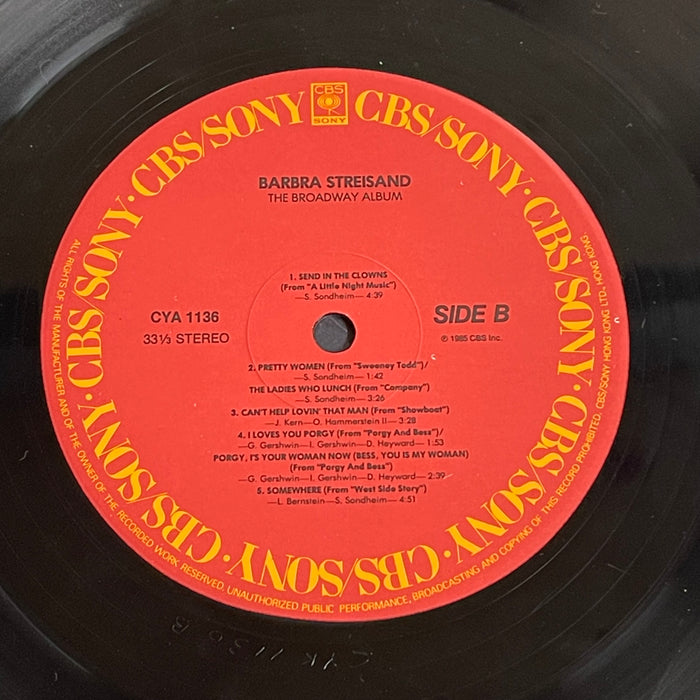 CBS/SONY · CBS/SONY · CBS/SONY · CBS/SONY · CBS/SONY · CBS/SONY · CBS/SONY · CBS/SONY
CBS
SONY
BARBRA STREISAND
THE BROADWAY ALBUM
1. SEND IN THE CLOWNS
(From "A Little Night Music")
—S. Sondheim— 4:39
CYA 1136
33⅓ STEREO
SIDE B
℗ 1985 CBS Inc.
2. PRETTY WOMEN (From "Sweeney Todd")/
—S. Sondheim— 1:42
THE LADIES WHO LUNCH (From "Company")
—S. Sondheim— 3:26
3. CAN'T HELP LOVIN' THAT MAN (From "Showboat")
—J. Kern—O. Hammerstein II— 3:28
4. I LOVES YOU PORGY (From "Porgy And Bess")/
—G. Gershwin—I. Gershwin—D. Heyward— 1:53
PORGY, I'S YOUR WOMAN NOW (BESS, YOU IS MY WOMAN)
(From "Porgy And Bess")
—G. Gershwin—I. Gershwin—D. Heyward— 2:39
5. SOMEWHERE (From "West Side Story")
—L. Bernstein—S. Sondheim— 4:51
ALL RIGHTS OF THE MANUFACTURER AND OF THE OWNER OF THE RECORDED WORK RESERVED. UNAUTHORIZED PUBLIC PERFORMANCE, BROADCASTING AND COPYING OF THIS RECORD PROHIBITED. CBS/SONY HONG KONG LTD., HONG KONG.